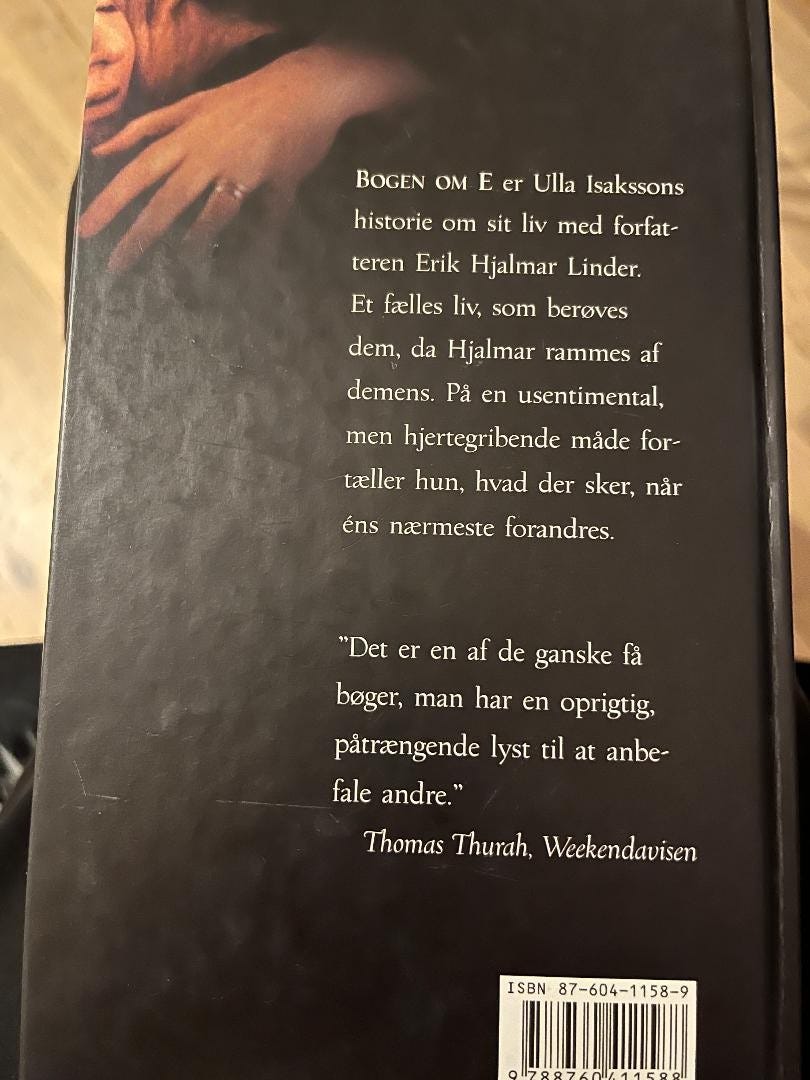 BOGEN OM E er Ulla Isakssons
historie om sit liv med forfat-
teren Erik Hjalmar Linder.
Et fælles liv, som berøves
dem, da Hjalmar rammes af
demens. På en usentimental,
men hjertegribende måde for-
tæller hun, hvad der sker, når
éns nærmeste forandres.
”Det er en af de ganske få
bøger, man har en oprigtig,
påtrængende lyst til at anbe-
fale andre.”
Thomas Thurah, Weekendavisen
ISBN 87-604-1158-9
9 788760 411588